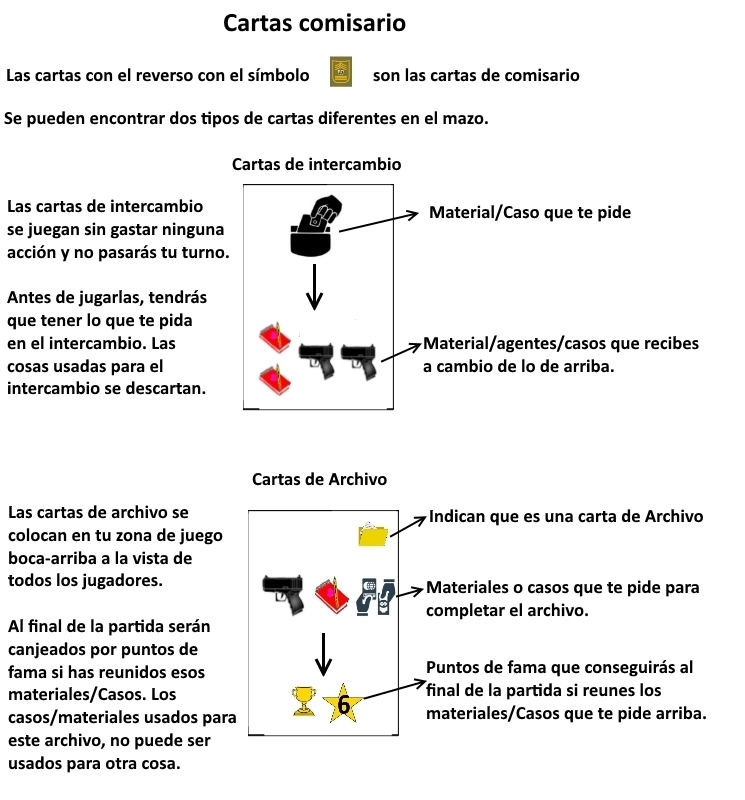 Cartas comisario
Las cartas con el reverso con el símbolo son las cartas de comisario
Se pueden encontrar dos tipos de cartas diferentes en el mazo.
Cartas de intercambio
Las cartas de intercambio
se juegan sin gastar ninguna
acción y no pasarás tu turno.
Antes de jugarlas, tendrás
que tener lo que te pida
en el intercambio. Las
cosas usadas para el
intercambio se descartan.
Material/Caso que te pide
Material/agentes/casos que recibes
a cambio de lo de arriba.
Cartas de Archivo
Las cartas de archivo se
colocan en tu zona de juego
boca-arriba a la vista de
todos los jugadores.
Al final de la partida serán
canjeados por puntos de
fama si has reunidos esos
materiales/Casos. Los
casos/materiales usados para
este archivo, no puede ser
usados para otra cosa.
Indican que es una carta de Archivo
Materiales o casos que te pide para
completar el archivo.
6
Puntos de fama que conseguirás al
final de la partida si reunes los
materiales/Casos que te pide arriba.